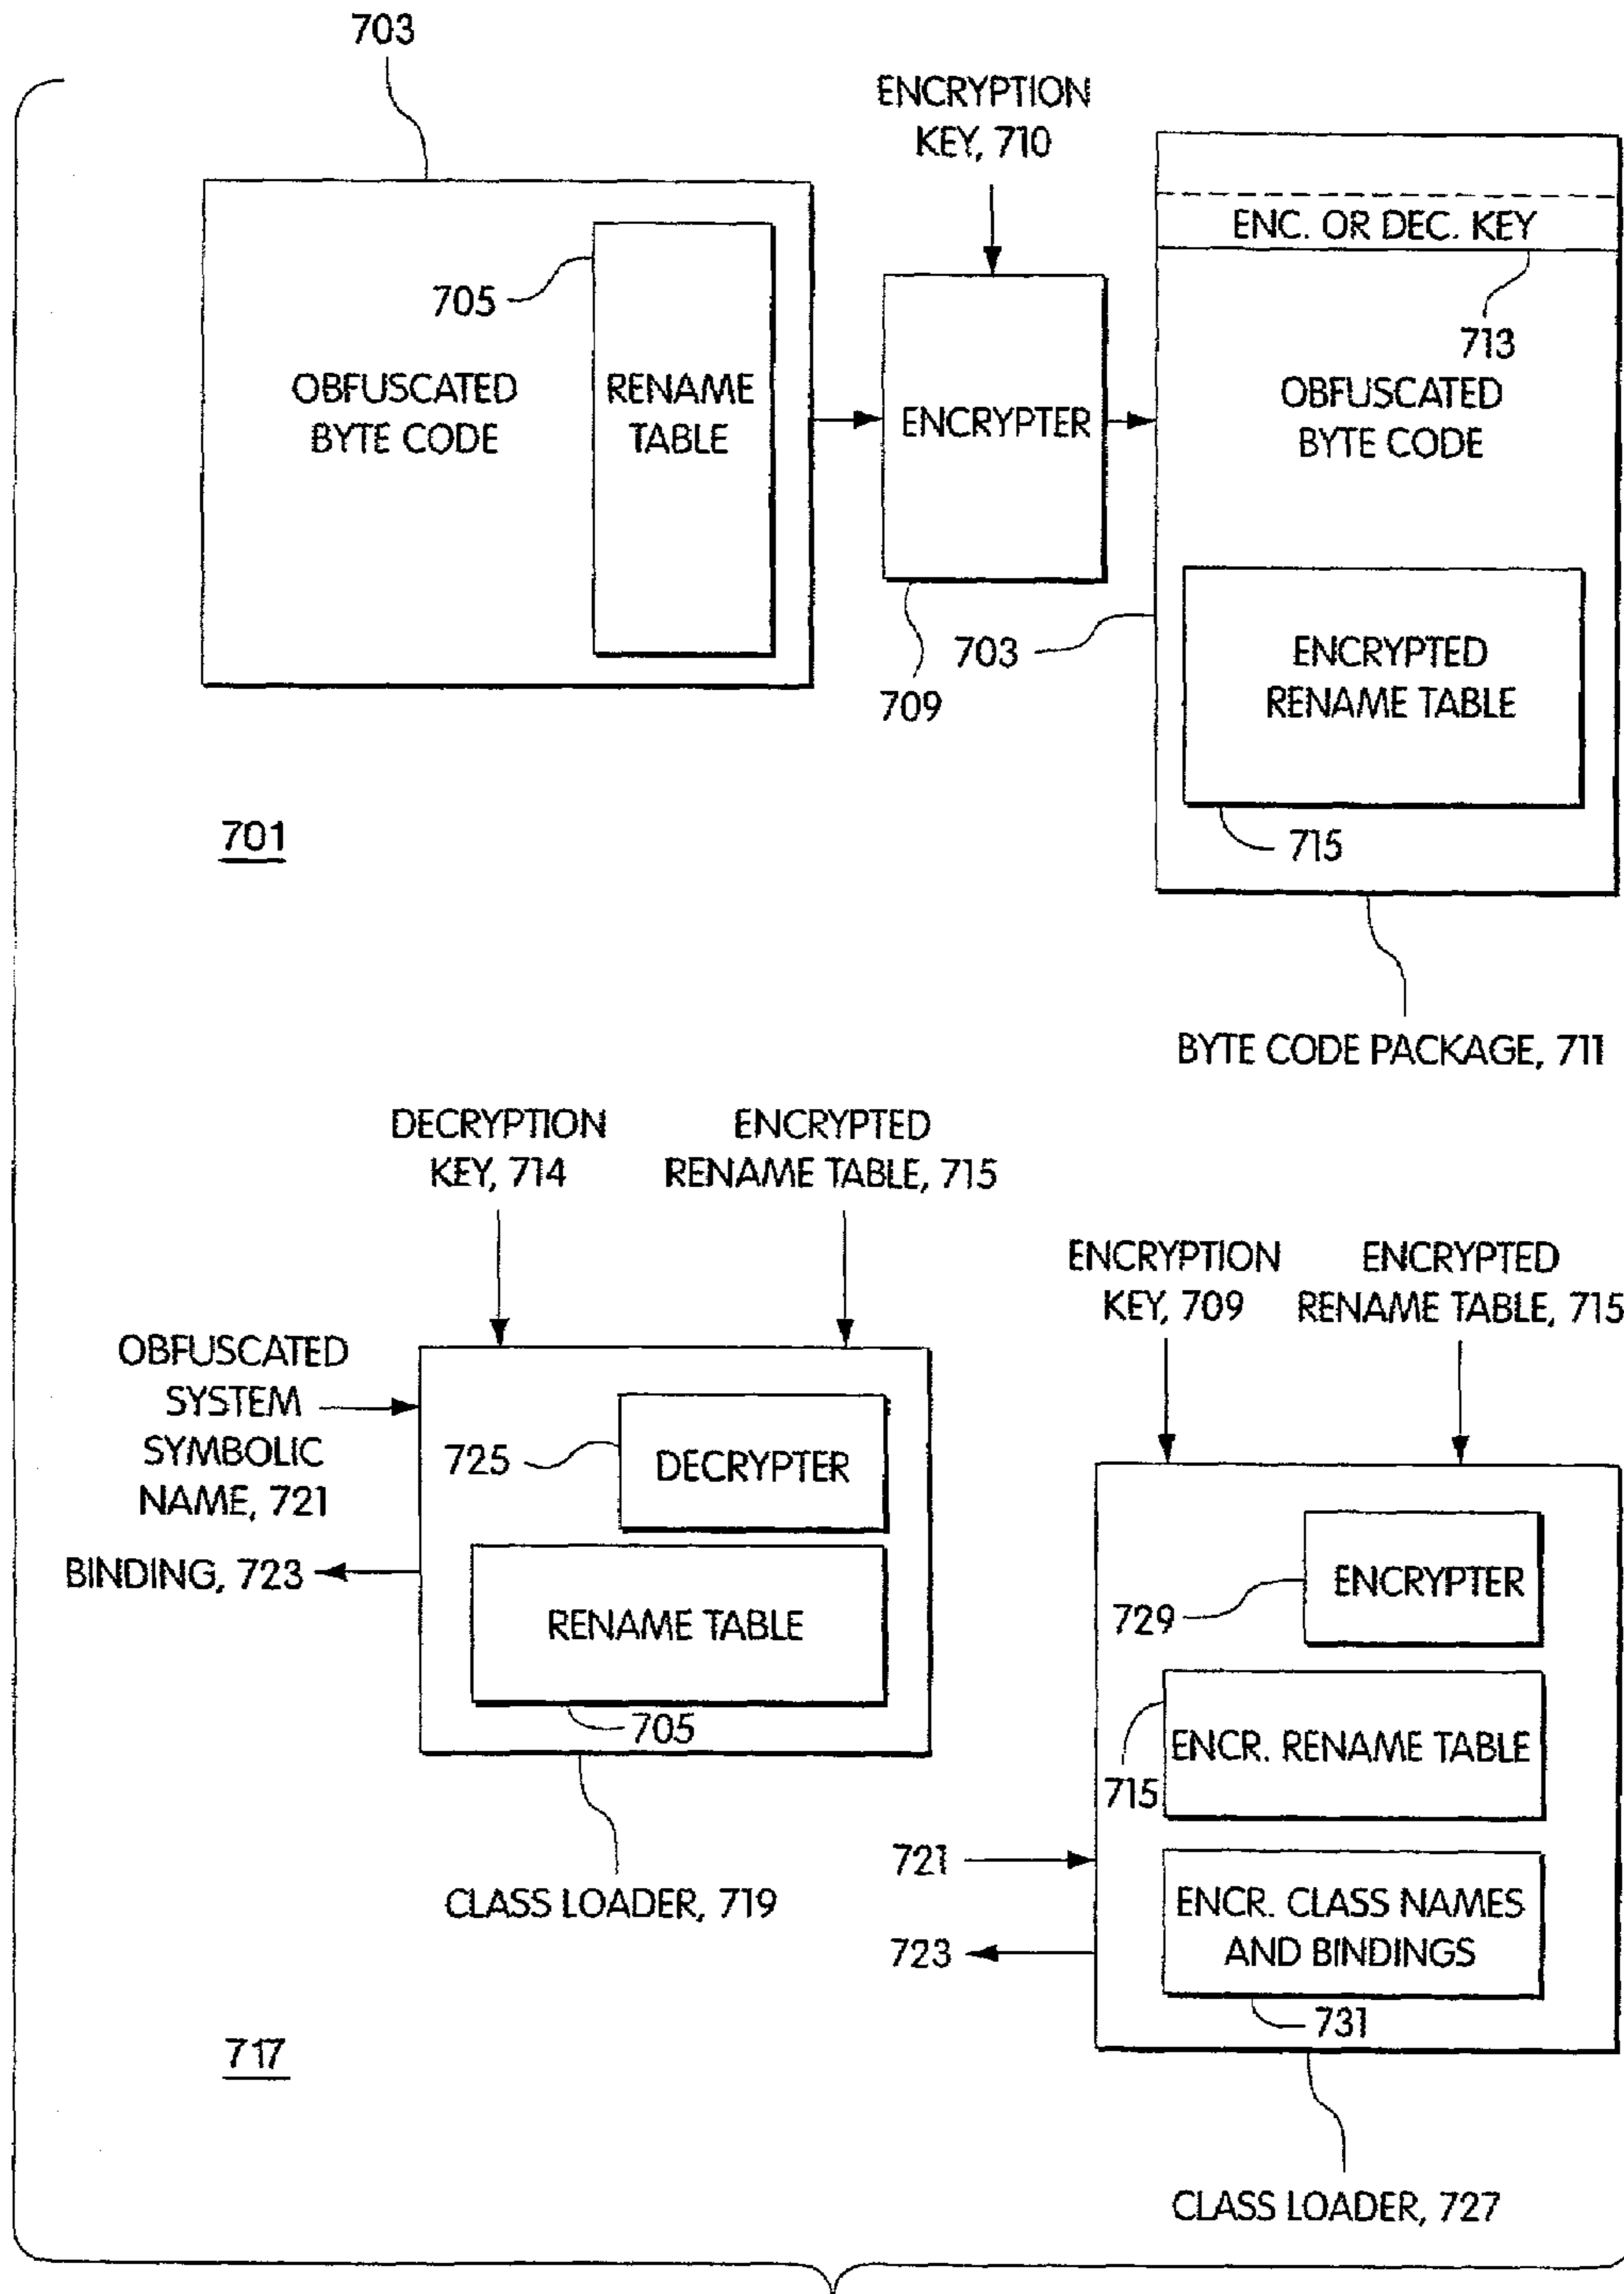 703
ENCRYPTION
KEY, 710
ENC. OR DEC. KEY
705
713
OBFUSCATED
BYTE CODE
RENAME
TABLE
ENCRYPTER
OBFUSCATED
BYTE CODE
703
709
ENCRYPTED
RENAME TABLE
701
715
BYTE CODE PACKAGE, 711
DECRYPTION
KEY, 714
ENCRYPTED
RENAME TABLE, 715
ENCRYPTION
KEY, 709
ENCRYPTED
RENAME TABLE, 715
OBFUSCATED
SYSTEM
SYMBOLIC
NAME, 721
725
DECRYPTER
BINDING, 723
RENAME TABLE
705
CLASS LOADER, 719
ENCRYPTER
729
ENCR. RENAME TABLE
715
721
ENCR. CLASS NAMES
AND BINDINGS
723
731
717
CLASS LOADER, 727